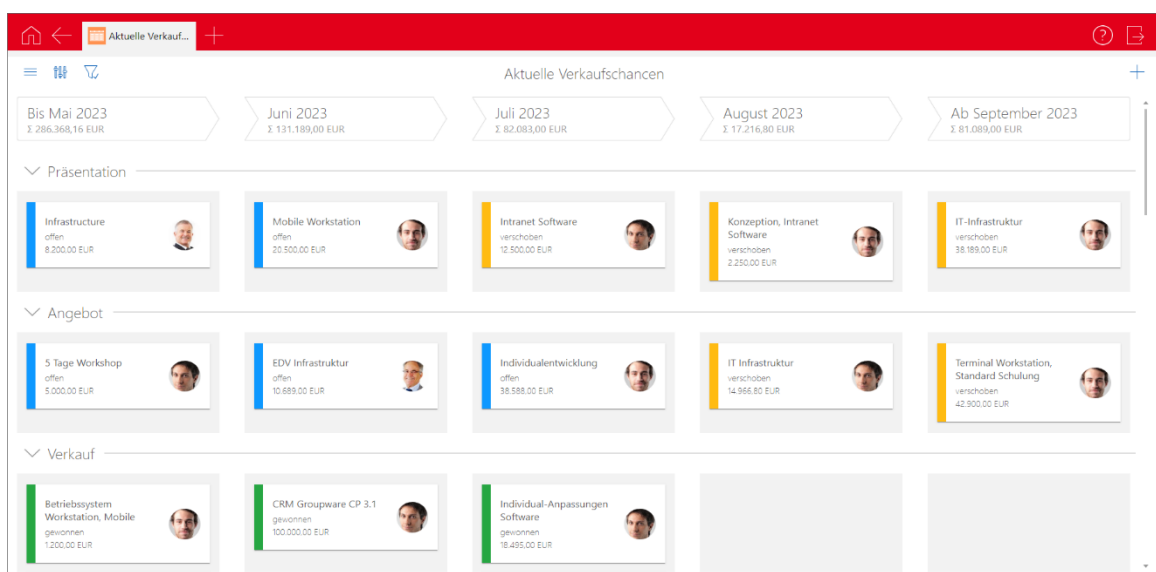 Aktuelle Verkauf...
Aktuelle Verkaufschancen
Bis Mai 2023
Σ 286.368,16 EUR
Juni 2023
Σ 131.189,00 EUR
Juli 2023
Σ 82.083,00 EUR
August 2023
Σ 17.216,80 EUR
Ab September 2023
Σ 81.089,00 EUR
Präsentation
Infrastructure
offen
8.200,00 EUR
Mobile Workstation
offen
20.500,00 EUR
Intranet Software
verschoben
12.500,00 EUR
Konzeption, Intranet
Software
verschoben
2.250,00 EUR
IT-Infrastruktur
verschoben
38.189,00 EUR
Angebot
5 Tage Workshop
offen
5.000,00 EUR
EDV Infrastruktur
offen
10.689,00 EUR
Individualentwicklung
offen
38.588,00 EUR
IT Infrastruktur
verschoben
14.966,80 EUR
Terminal Workstation,
Standard Schulung
verschoben
42.900,00 EUR
Verkauf
Betriebssystem
Workstation, Mobile
gewonnen
1.200,00 EUR
CRM Groupware CP 3.1
gewonnen
100.000,00 EUR
Individual-Anpassungen
Software
gewonnen
18.495,00 EUR